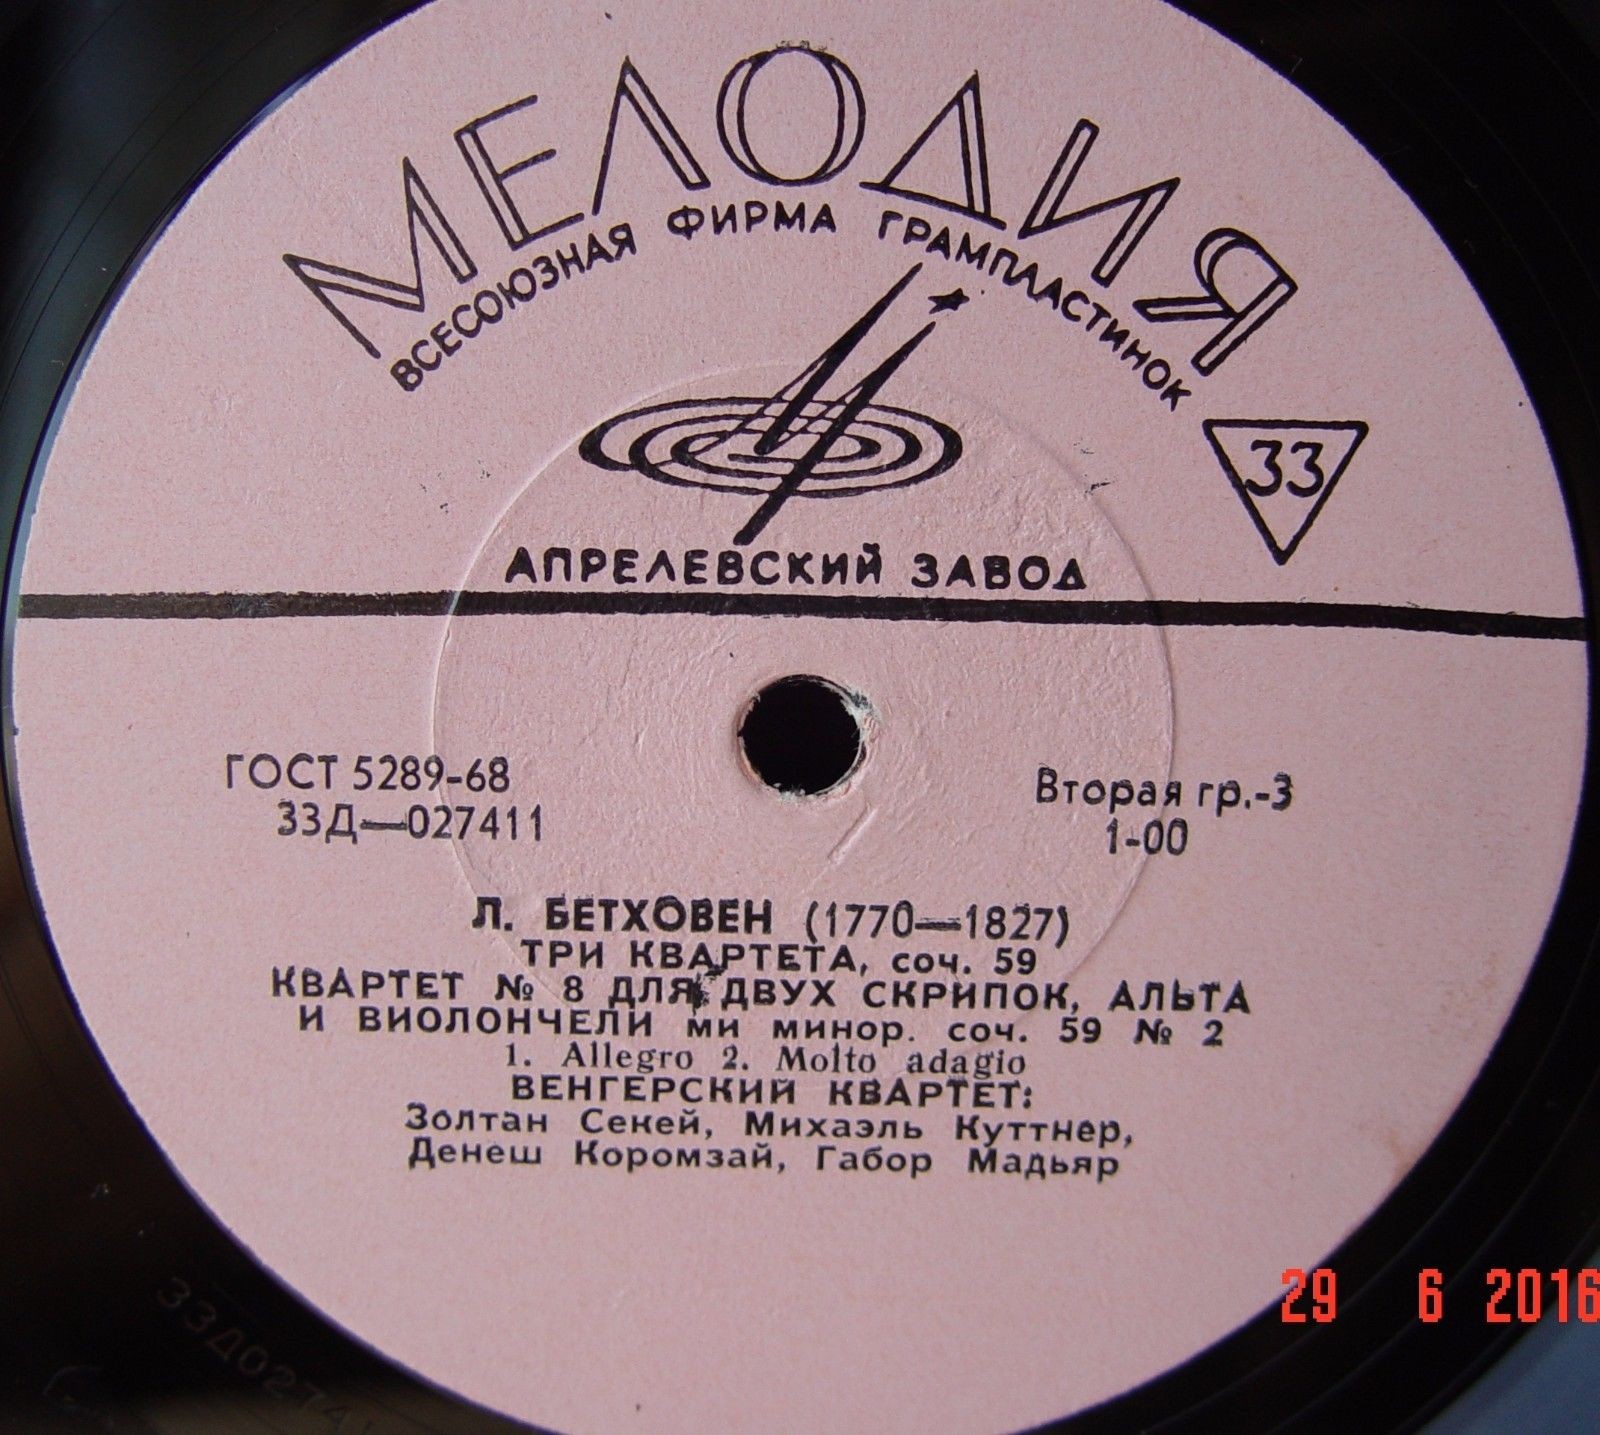 МЕЛОДИЯ
ВСЕСОЮЗНАЯ ФИРМА ГРАМПЛАСТИНОК
33
АПРЕЛЕВСКИЙ ЗАВОД
ГОСТ 5289-68
33Д—027411
Вторая гр.-3
1-00
Л. БЕТХОВЕН (1770—1827)
ТРИ КВАРТЕТА, соч. 59
КВАРТЕТ № 8 ДЛЯ ДВУХ СКРИПОК, АЛЬТА
И ВИОЛОНЧЕЛИ ми минор. соч. 59 № 2
1. Allegro 2. Molto adagio
ВЕНГЕРСКИЙ КВАРТЕТ:
Золтан Секей, Михаэль Куттнер,
Денеш Коромзай, Габор Мадьяр
29 6 2016